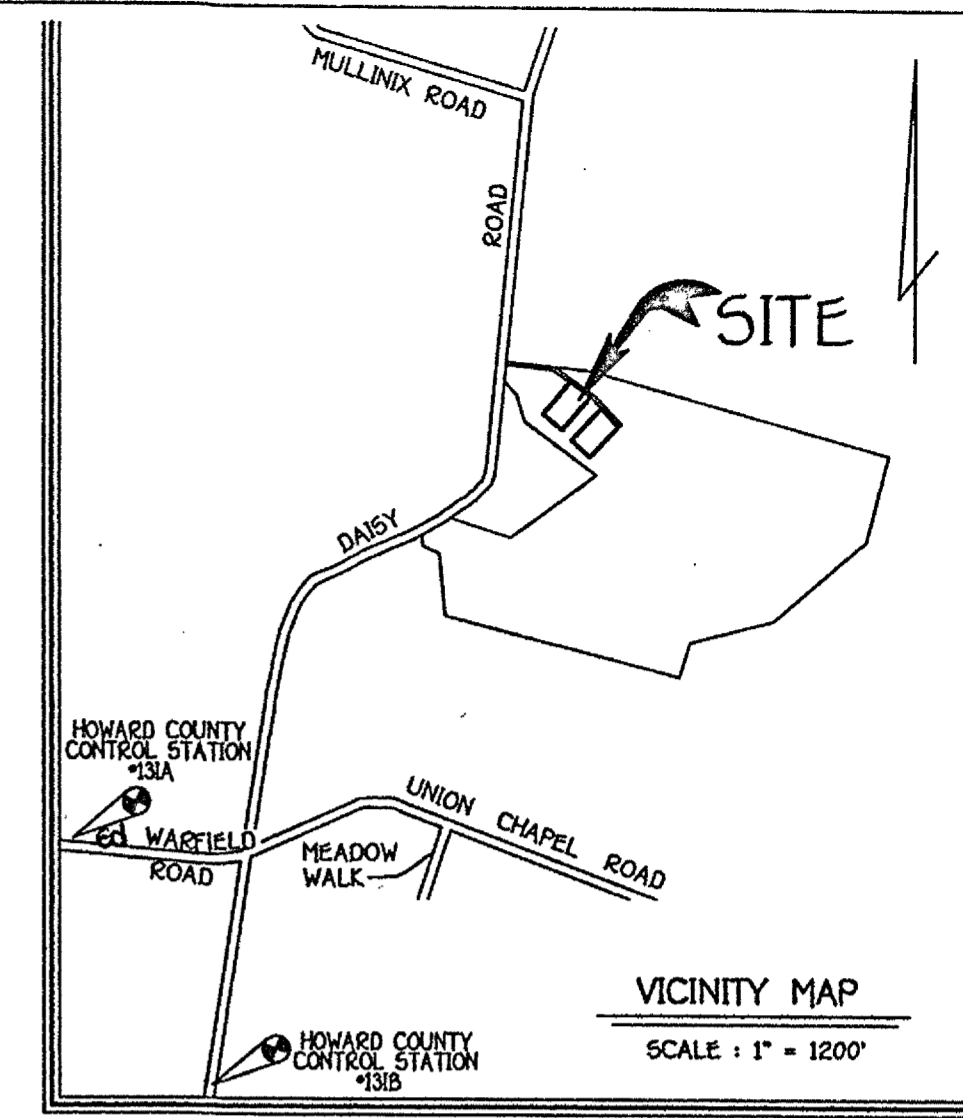 MULLINIX ROAD
ROAD
SITE
DAISY
HOWARD COUNTY
CONTROL STATION
*131A
Ed WARFIELD
ROAD
UNION CHAPEL ROAD
MEADOW
WALK
VICINITY MAP
SCALE : 1" = 1200'
HOWARD COUNTY
CONTROL STATION
*131B